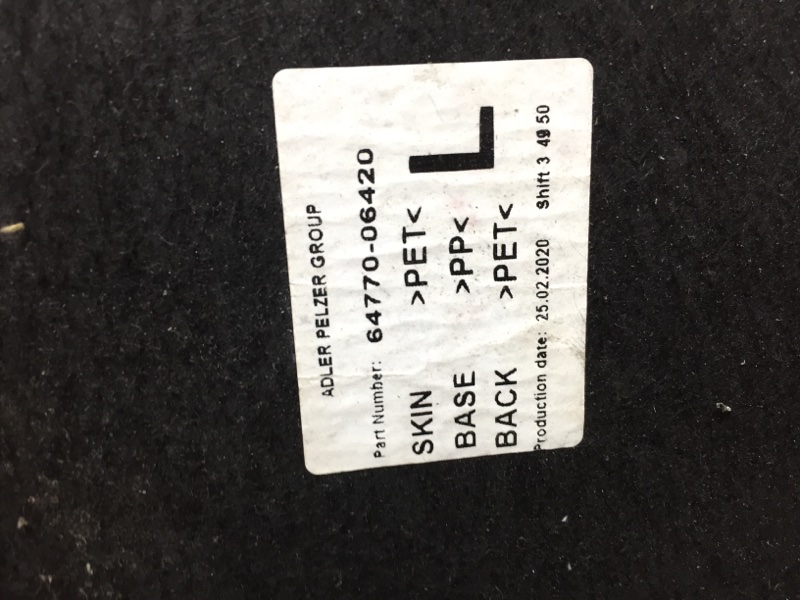 ADLER PELZER GROUP
Part Number: 64770-06420
SKIN >PET<
BASE >PP< L
BACK >PET<
Production date: 25.02.2020 Shift 3 49 50